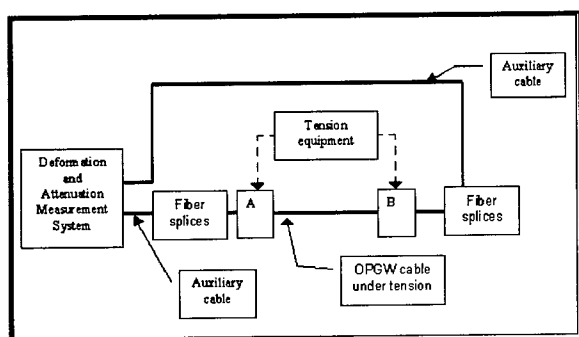 Auxiliary
cable
Tension
equipment
Deformation
and
Attenuation
Measurement
System
Fiber
splices
A
B
Fiber
splices
Auxiliary
cable
OPGW cable
under tension